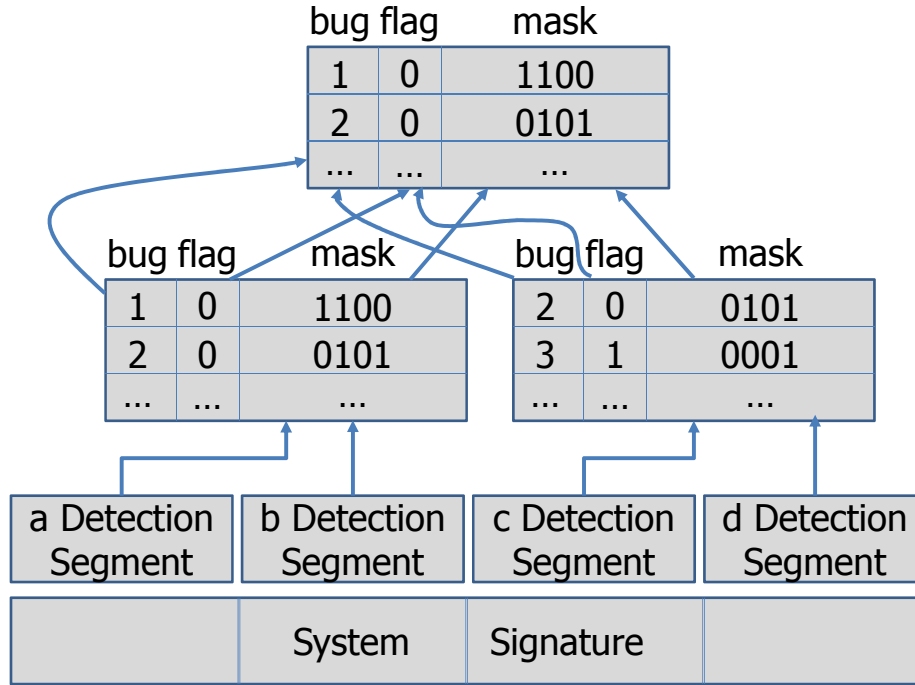 bug flag mask
1 0 1100
2 0 0101
... ... ...
bug flag mask
1 0 1100
2 0 0101
... ... ...
bug flag mask
2 0 0101
3 1 0001
... ... ...
a Detection
Segment
b Detection
Segment
c Detection
Segment
d Detection
Segment
System Signature